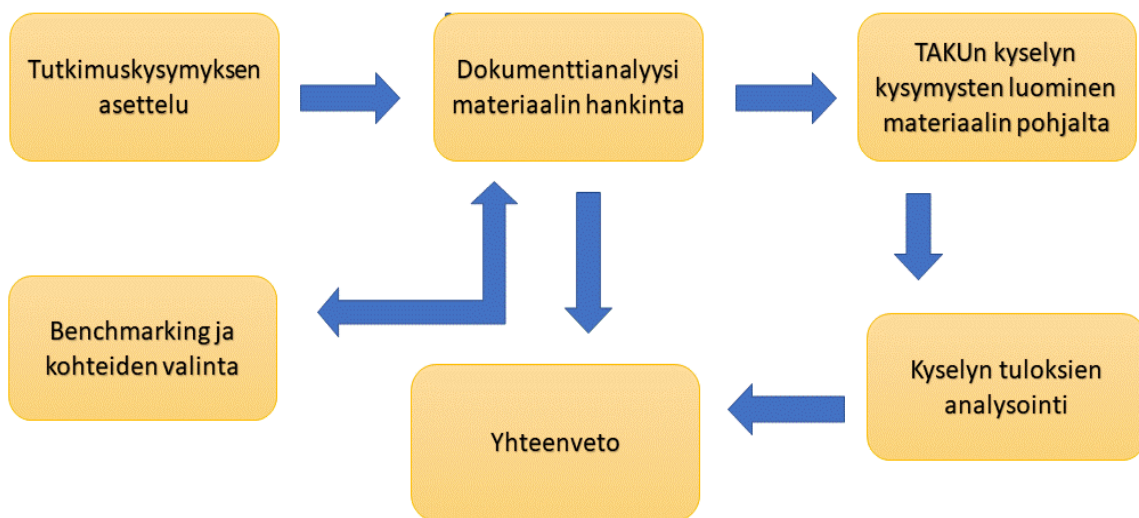 Tutkimuskysymyksen
asettelu
Dokumenttianalyysi
materiaalin hankinta
TAKUn kyselyn
kysymysten luominen
materiaalin pohjalta
Benchmarking ja
kohteiden valinta
Yhteenveto
Kyselyn tuloksien
analysointi